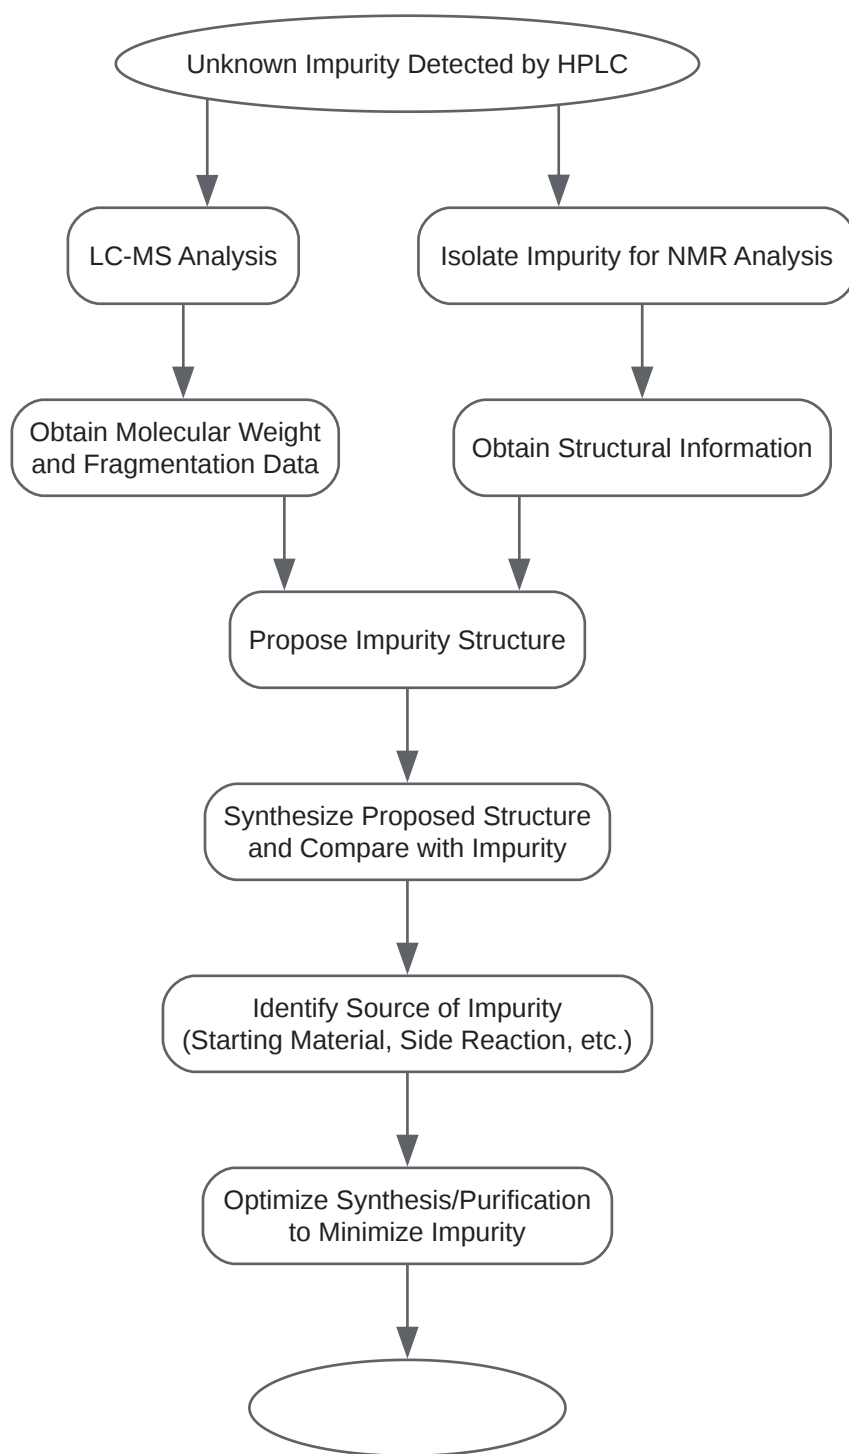 Unknown Impurity Detected by HPLC
LC-MS Analysis
Isolate Impurity for NMR Analysis
Obtain Molecular Weight
and Fragmentation Data
Obtain Structural Information
Propose Impurity Structure
Synthesize Proposed Structure
and Compare with Impurity
Identify Source of Impurity
(Starting Material, Side Reaction, etc.)
Optimize Synthesis/Purification
to Minimize Impurity